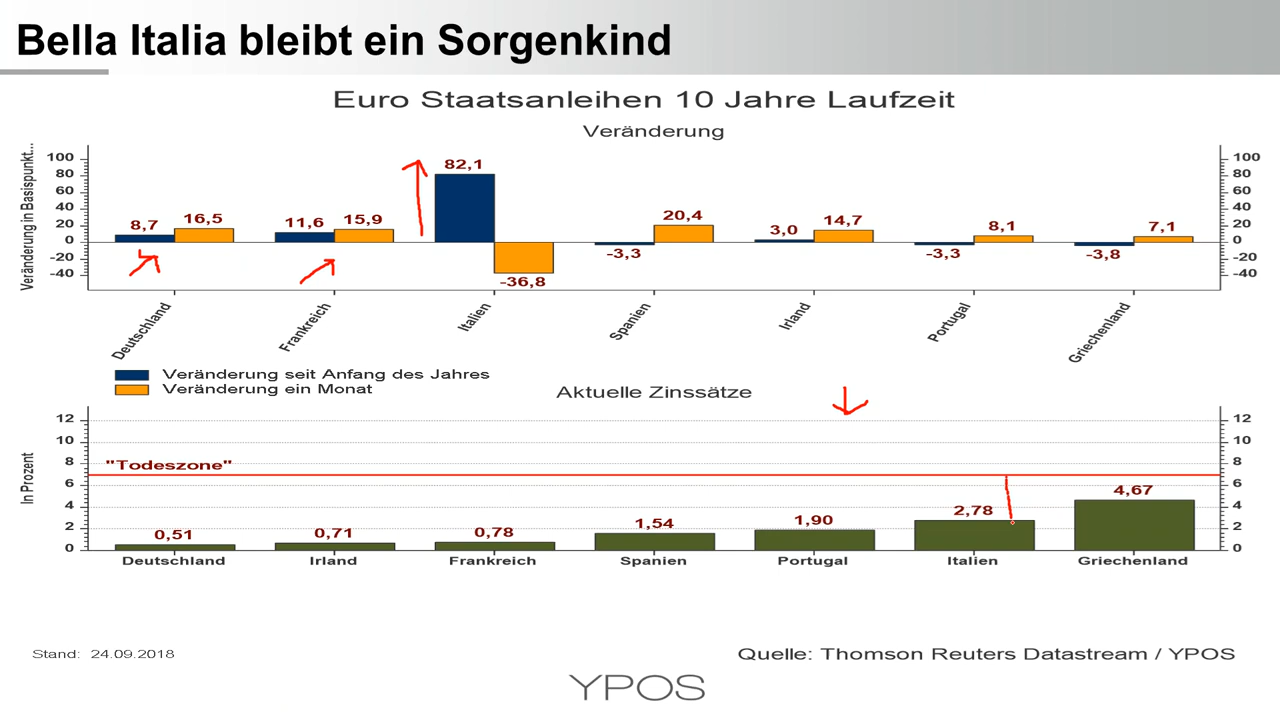 Bella Italia bleibt ein Sorgenkind
Euro Staatsanleihen 10 Jahre Laufzeit
Veränderung
Veränderung in Basispunkt...
100 80 60 40 20 0 -20 -40
8,7 16,5 11,6 15,9 82,1 -36,8 -3,3 20,4 3,0 14,7 -3,3 8,1 -3,8 7,1
100 80 60 40 20 0 -20 -40
Deutschland Frankreich Italien Spanien Irland Portugal Griechenland
Veränderung seit Anfang des Jahres
Veränderung ein Monat
Aktuelle Zinssätze
In Prozent
12 10 8 6 4 2 0
"Todeszone"
0,51 0,71 0,78 1,54 1,90 2,78 4,67
12 10 8 6 4 2 0
Deutschland Irland Frankreich Spanien Portugal Italien Griechenland
Stand: 24.09.2018
Quelle: Thomson Reuters Datastream / YPOS
YPOS